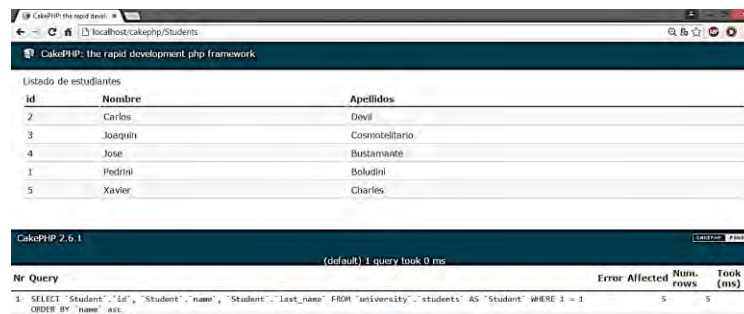 CakePHP: the rapid devel
localhost/cakephp/Students
CakePHP: the rapid development php framework
Listado de estudiantes
id Nombre Apellidos
2 Carlos Devil
3 Joaquin Cosmotelitario
4 Jose Bustamante
1 Pedrini Boludini
5 Xavier Charles
CakePHP 2.6.1
CAKEPHP POWER
(default) 1 query took 0 ms
Nr Query Error Affected Num. rows Took (ms)
1 SELECT `Student`.`id`, `Student`.`name`, `Student`.`last_name` FROM `university`.`students` AS `Student` WHERE 1 = 1 5 5
ORDER BY `name` asc